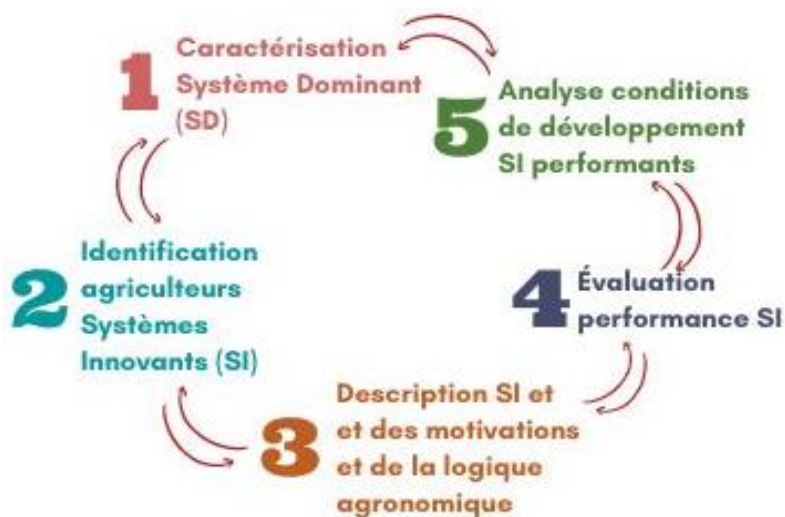 1
Caractérisation
Système Dominant
(SD)
2
Identification
agriculteurs
Systèmes
Innovants (SI)
3
Description SI et
et des motivations
et de la logique
agronomique
4
Évaluation
performance SI
5
Analyse conditions
de développement
SI performants